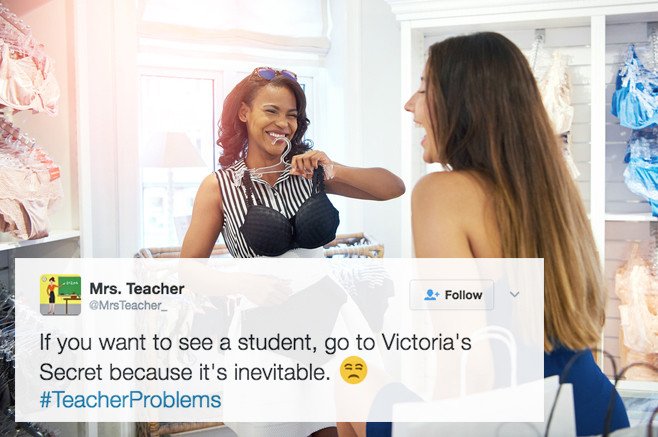 Mrs. Teacher
@MrsTeacher_
Follow
If you want to see a student, go to Victoria's
Secret because it's inevitable. 😒
#TeacherProblems